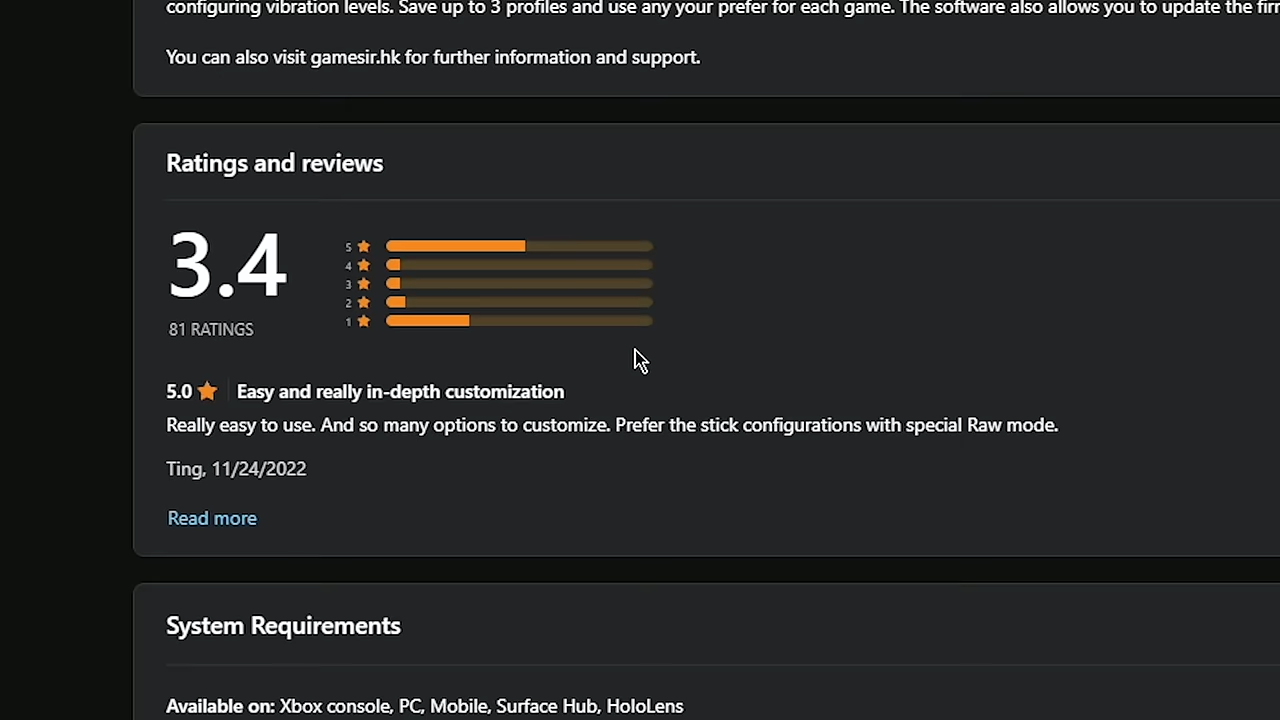 configuring vibration levels. Save up to 3 profiles and use any your prefer for each game. The software also allows you to update the
You can also visit gamesir.hk for further information and support.
Ratings and reviews
3.4
5
4
3
2
1
81 RATINGS
5.0 Easy and really in-depth customization
Really easy to use. And so many options to customize. Prefer the stick configurations with special Raw mode.
Ting, 11/24/2022
Read more
System Requirements
Available on: Xbox console, PC, Mobile, Surface Hub, HoloLens